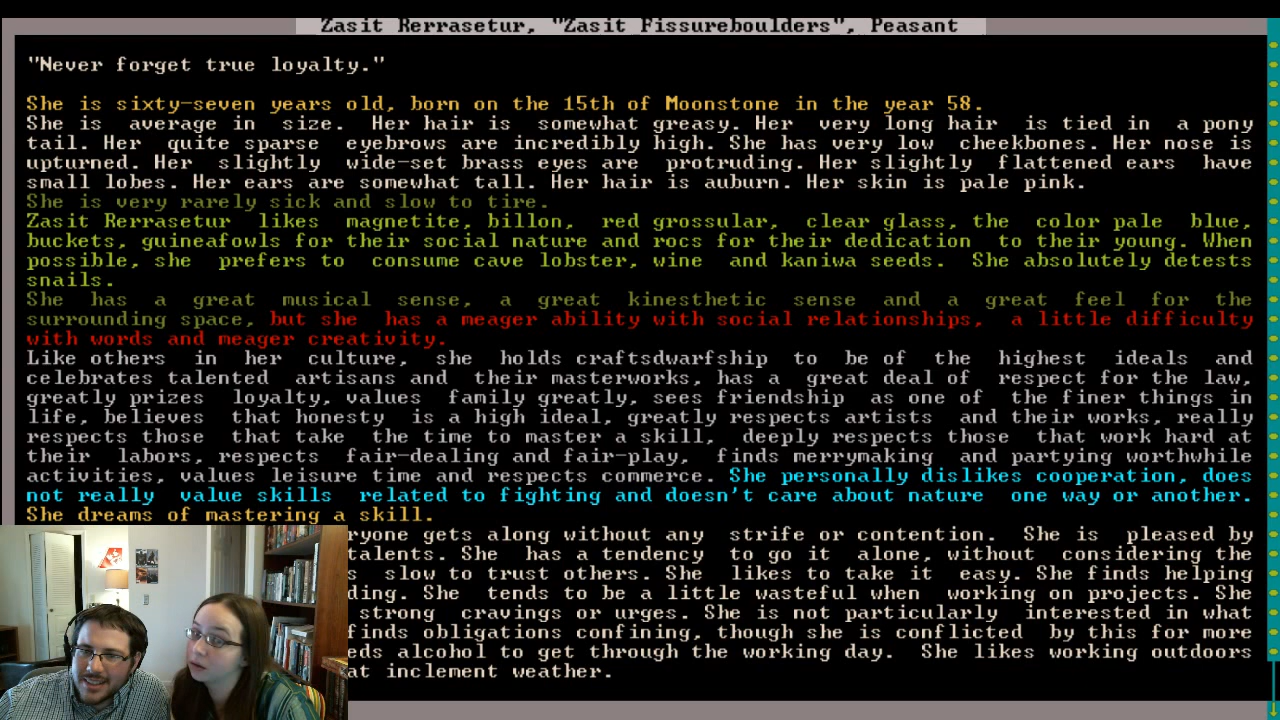 Zasit Rerrasetur, "Zasit Fissureboulders", Peasant
"Never forget true loyalty."
She is sixty-seven years old, born on the 15th of Moonstone in the year 58.
She is average in size. Her hair is somewhat greasy. Her very long hair is tied in a pony
tail. Her quite sparse eyebrows are incredibly high. She has very low cheekbones. Her nose is
upturned. Her slightly wide-set brass eyes are protruding. Her slightly flattened ears have
small lobes. Her ears are somewhat tall. Her hair is auburn. Her skin is pale pink.
She is very rarely sick and slow to tire.
Zasit Rerrasetur likes magnetite, billon, red grossular, clear glass, the color pale blue,
buckets, guineafowls for their social nature and rocs for their dedication to their young. When
possible, she prefers to consume cave lobster, wine and kaniwa seeds. She absolutely detests
snails.
She has a great musical sense, a great kinesthetic sense and a great feel for the
surrounding space, but she has a meager ability with social relationships, a little difficulty
with words and meager creativity.
Like others in her culture, she holds craftsdwarfship to be of the highest ideals and
celebrates talented artisans and their masterworks, has a great deal of respect for the law,
greatly prizes loyalty, values family greatly, sees friendship as one of the finer things in
life, believes that honesty is a high ideal, greatly respects artists and their works, really
respects those that take the time to master a skill, deeply respects those that work hard at
their labors, respects fair-dealing and fair-play, finds merrymaking and partying worthwhile
activities, values leisure time and respects commerce. She personally dislikes cooperation, does
not really value skills related to fighting and doesn't care about nature one way or another.
She dreams of mastering a skill.
ryone gets along without any strife or contention. She is pleased by
talents. She has a tendency to go it alone, without considering the
s slow to trust others. She likes to take it easy. She finds helping
ding. She tends to be a little wasteful when working on projects. She
strong cravings or urges. She is not particularly interested in what
finds obligations confining, though she is conflicted by this for more
eds alcohol to get through the working day. She likes working outdoors
at inclement weather.